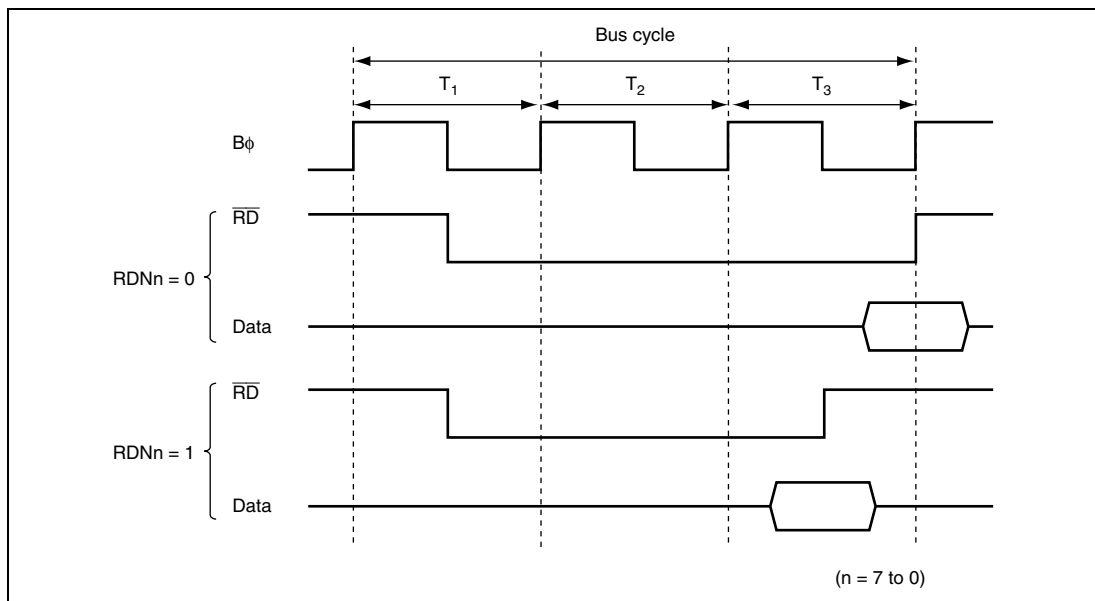 Bus cycle
T1 T2 T3
Bϕ
RD
RDNn = 0
Data
RD
RDNn = 1
Data
(n = 7 to 0)